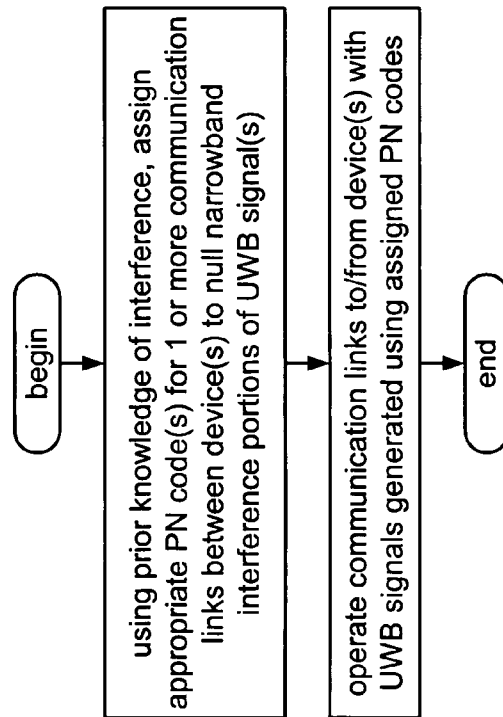 begin
using prior knowledge of interference, assign
appropriate PN code(s) for 1 or more communication
links between device(s) to null narrowband
interference portions of UWB signal(s)
operate communication links to/from device(s) with
UWB signals generated using assigned PN codes
end